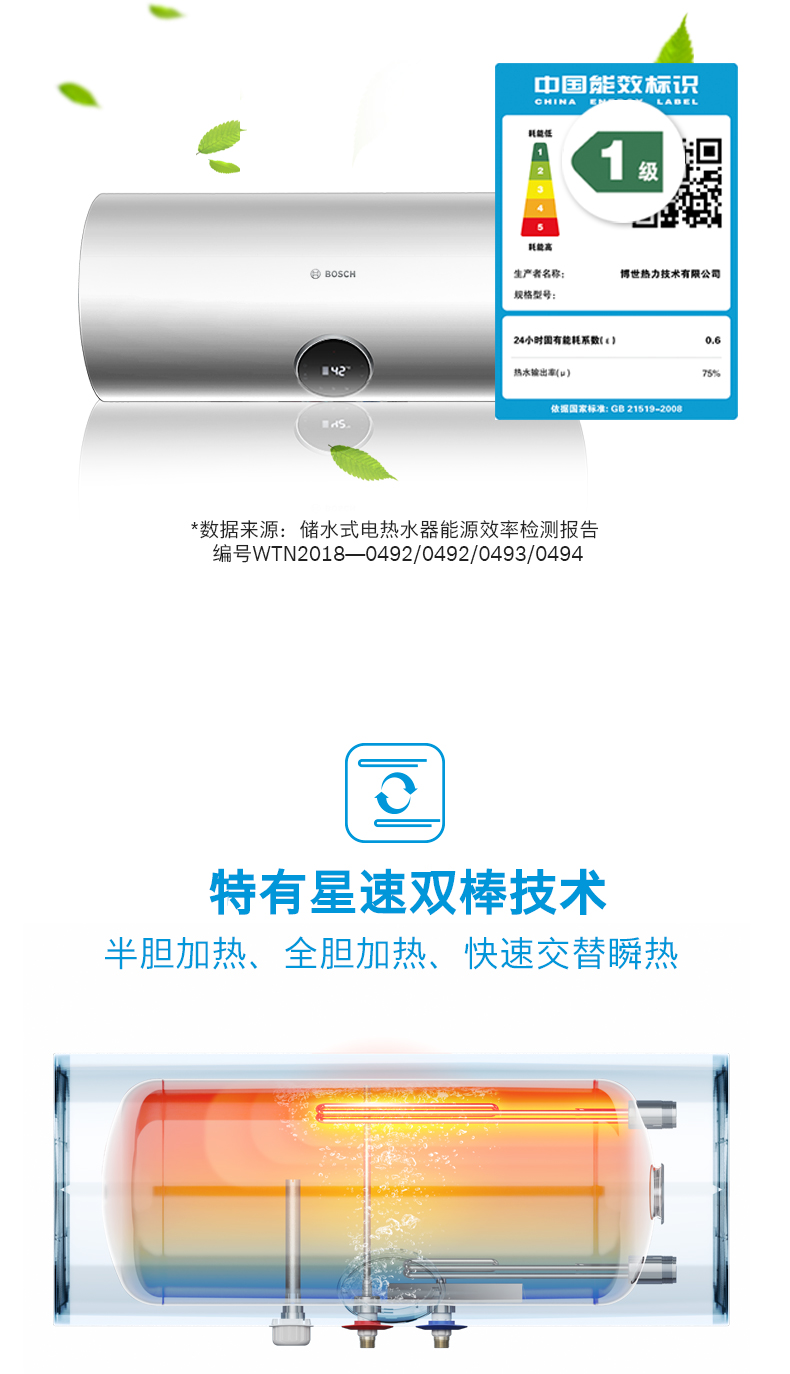 中国能效标识
CHINA ENERGY LABEL
耗能低
1
2
3
4
5
耗能高
1级
生产者名称: 博世热力技术有限公司
规格型号:
24小时固有能耗系数(ε) 0.6
热水输出率(μ) 75%
依据国家标准: GB 21519-2008
BOSCH
42℃
*数据来源：储水式电热水器能源效率检测报告
编号WTN2018—0492/0492/0493/0494
特有星速双棒技术
半胆加热、全胆加热、快速交替瞬热